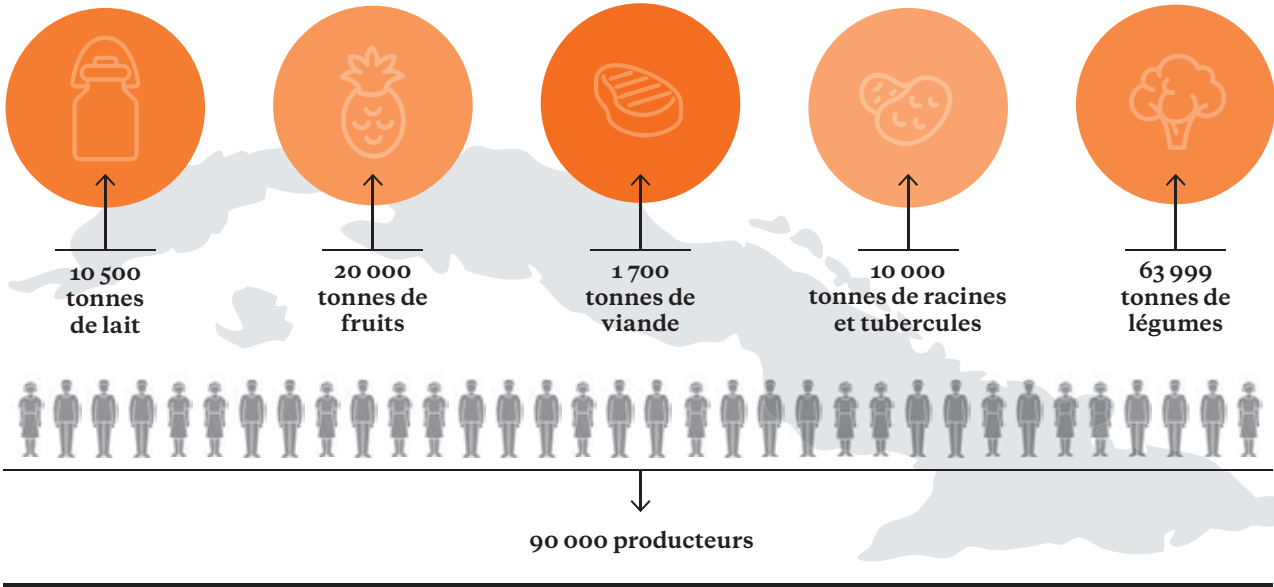 10 500
tonnes
de lait
20 000
tonnes de
fruits
1 700
tonnes de
viande
10 000
tonnes de racines
et tubercules
63 999
tonnes de
légumes
90 000 producteurs